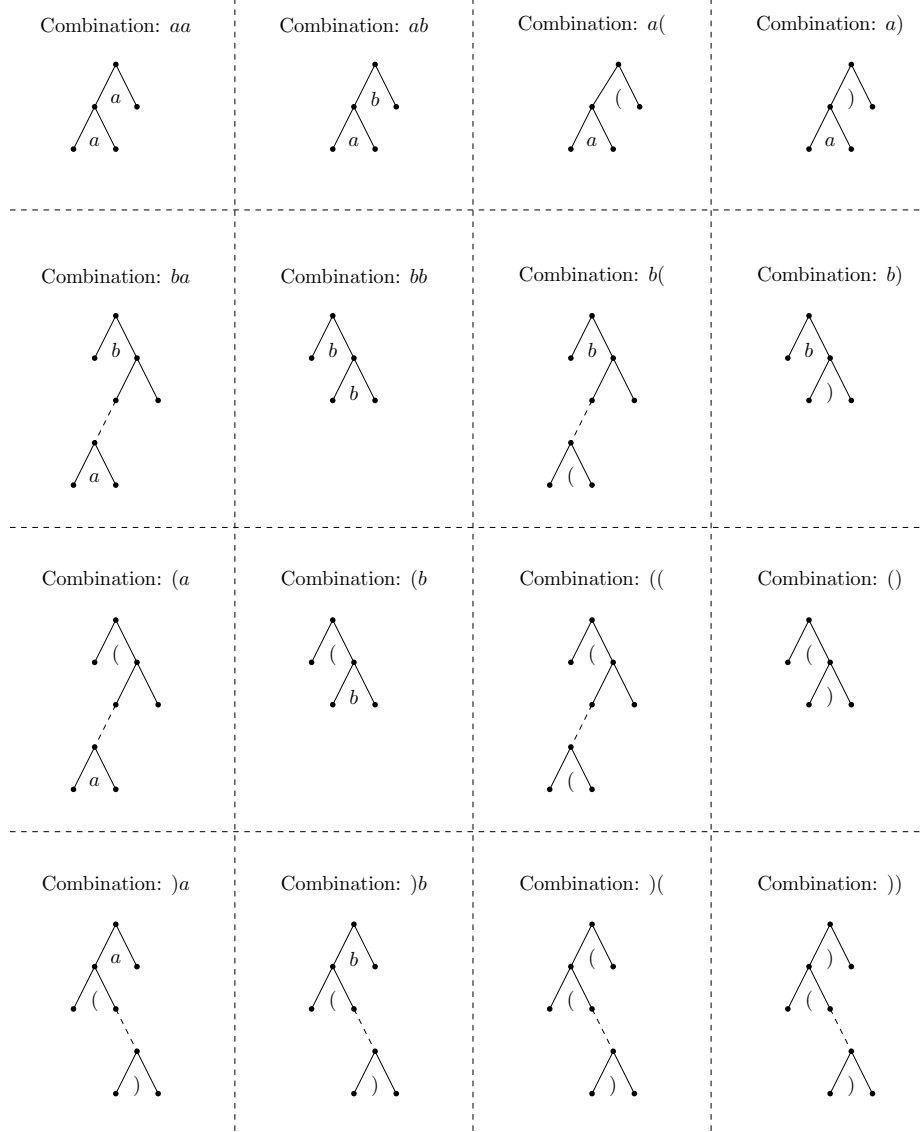 Combination: aa
Combination: ab
Combination: a(
Combination: a)
a
b
(
)
a
a
a
a
Combination: ba
Combination: bb
Combination: b(
Combination: b)
b
b
b
b
b
)
a
(
Combination: (a
Combination: (b
Combination: ((
Combination: ()
(
(
(
(
b
)
a
(
Combination: )a
Combination: )b
Combination: )(
Combination: ))
a
b
(
)
(
(
(
(
)
)
)
)